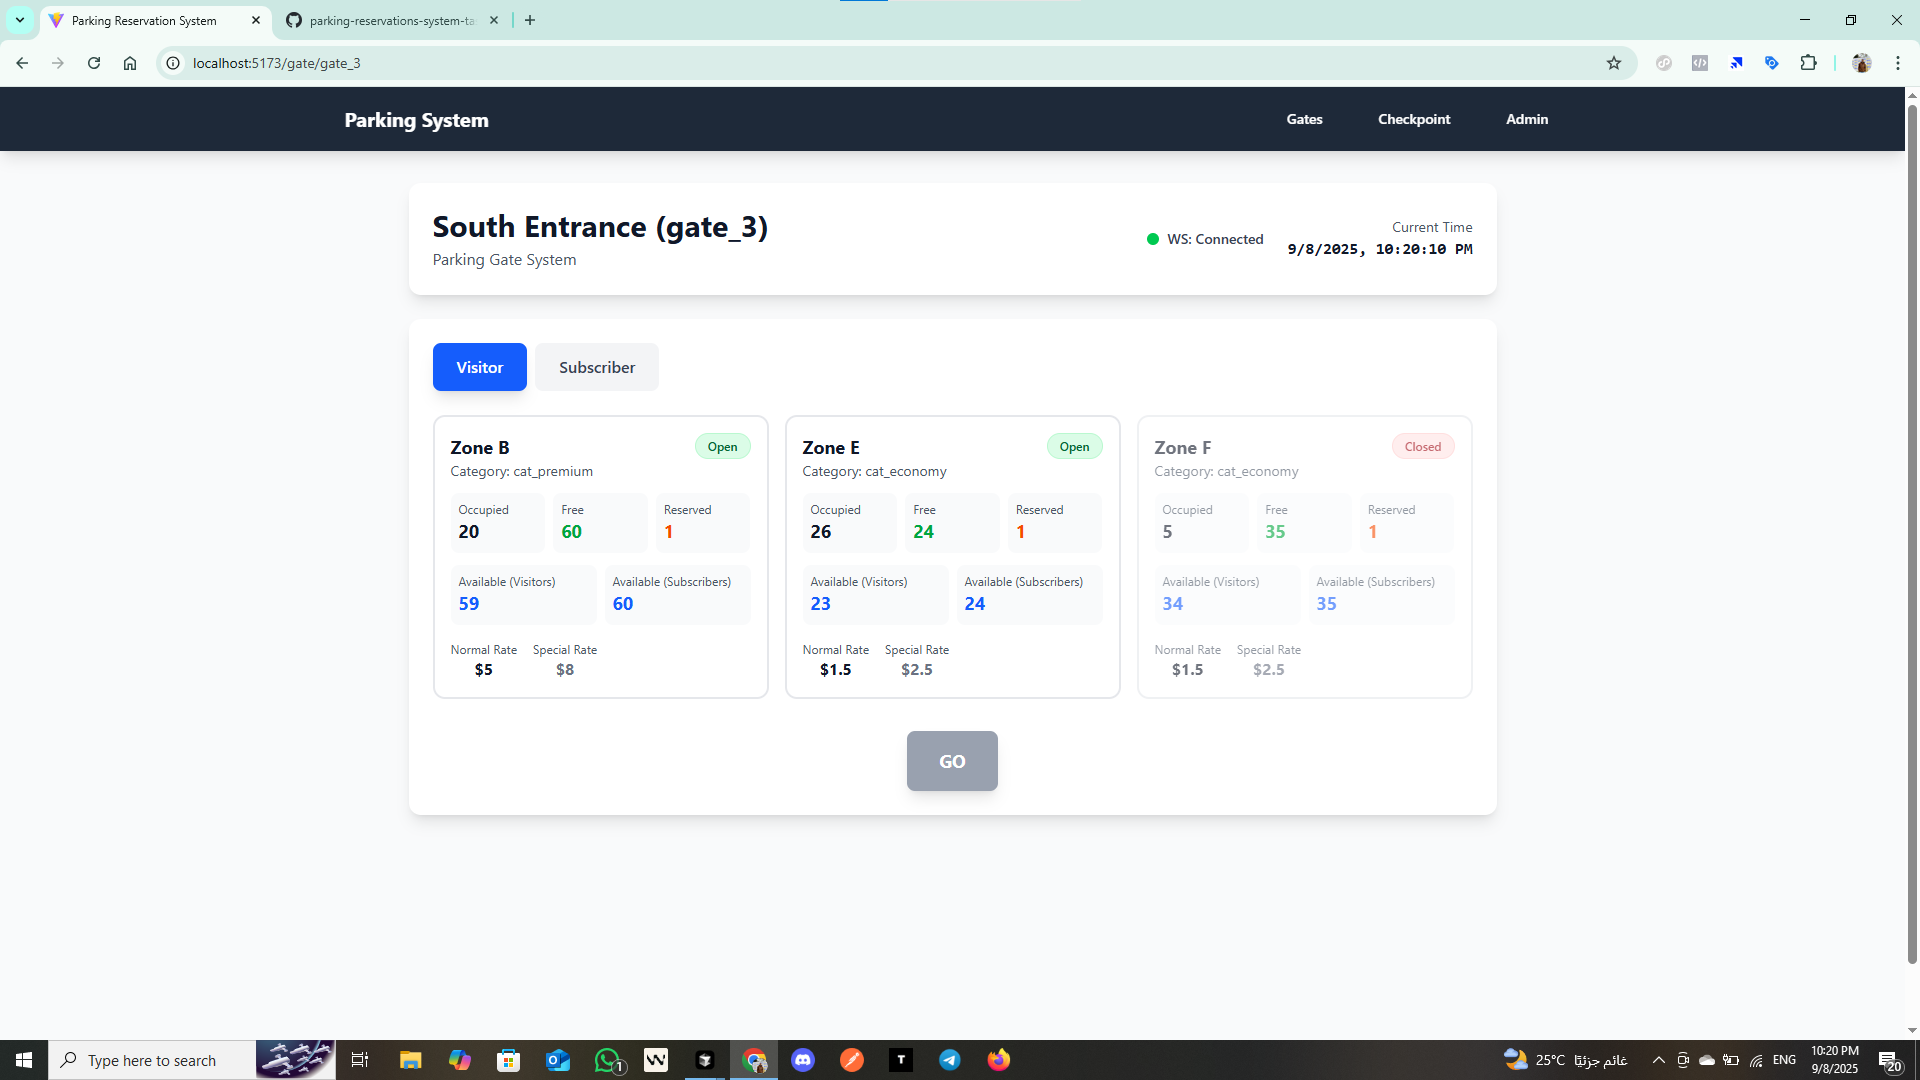 Parking Reservation System
parking-reservations-system-ta
localhost:5173/gate/gate_3
Parking System
Gates
Checkpoint
Admin
South Entrance (gate_3)
Parking Gate System
WS: Connected
Current Time
9/8/2025, 10:20:10 PM
Visitor
Subscriber
Zone B
Open
Category: cat_premium
Occupied
20
Free
60
Reserved
1
Available (Visitors)
59
Available (Subscribers)
60
Normal Rate
$5
Special Rate
$8
Zone E
Open
Category: cat_economy
Occupied
26
Free
24
Reserved
1
Available (Visitors)
23
Available (Subscribers)
24
Normal Rate
$1.5
Special Rate
$2.5
Zone F
Closed
Category: cat_economy
Occupied
5
Free
35
Reserved
1
Available (Visitors)
34
Available (Subscribers)
35
Normal Rate
$1.5
Special Rate
$2.5
GO
Type here to search
1
T
25°C غائم جزئيًا
ENG
10:20 PM
9/8/2025
20